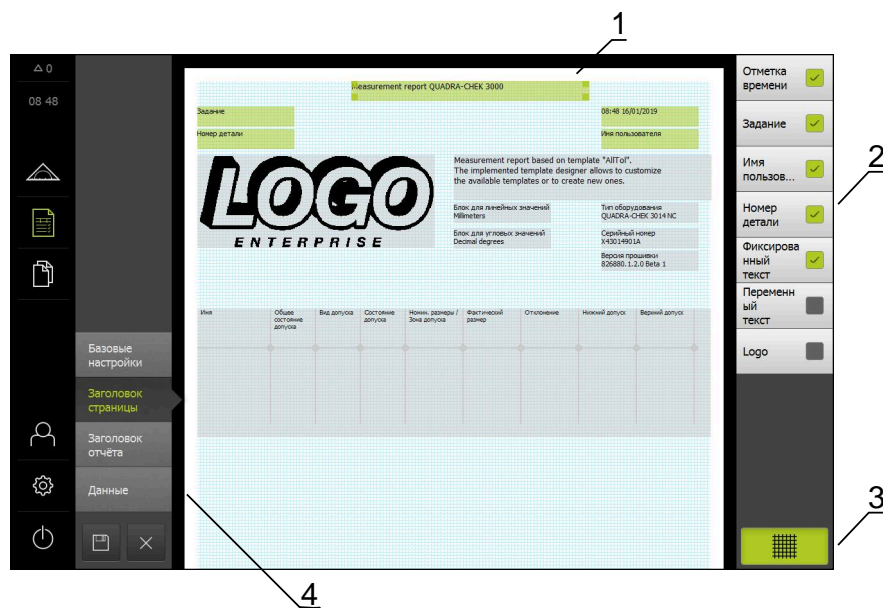 1
△ 0
08 48
Measurement report QUADRA-CHEK 3000
Задание
08:48 16/01/2019
Номер детали
Имя пользователя
LOGO
ENTERPRISE
Measurement report based on template "AllTol".
The implemented template designer allows to customize
the available templates or to create new ones.
Блок для линейных значений
Millimeters
Тип оборудования
QUADRA-CHEK 3014 NC
Блок для угловых значений
Decimal degrees
Серийный номер
X43014901A
Версия прошивки
826880.1.2.0 Beta 1
Имя
Общее
состояние
допуска
Вид допуска
Состояние
допуска
Номин. размеры /
Зона допуска
Фактический
размер
Отклонение
Нижний допуск
Верхний допуск
Базовые
настройки
Заголовок
страницы
Заголовок
отчёта
Данные
Отметка
времени
Задание
Имя
пользов...
Номер
детали
Фиксирова
нный
текст
Переменн
ый
текст
Logo
2
3
4